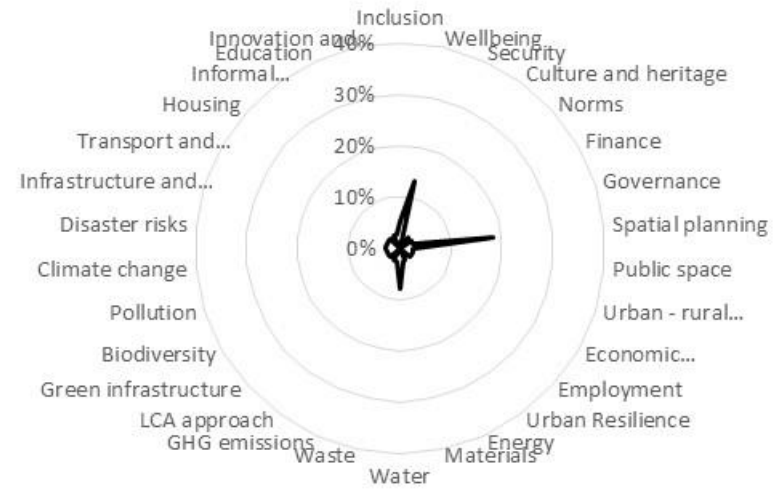 Inclusion
Wellbeing
Security
Culture and heritage
Norms
Finance
Governance
Spatial planning
Public space
Urban - rural...
Economic...
Employment
Urban Resilience
Energy
Materials
Water
Waste
GHG emissions
LCA approach
Green infrastructure
Biodiversity
Pollution
Climate change
Disaster risks
Infrastructure and...
Transport and...
Housing
Informal...
Education
Innovation and
40%
30%
20%
10%
0%